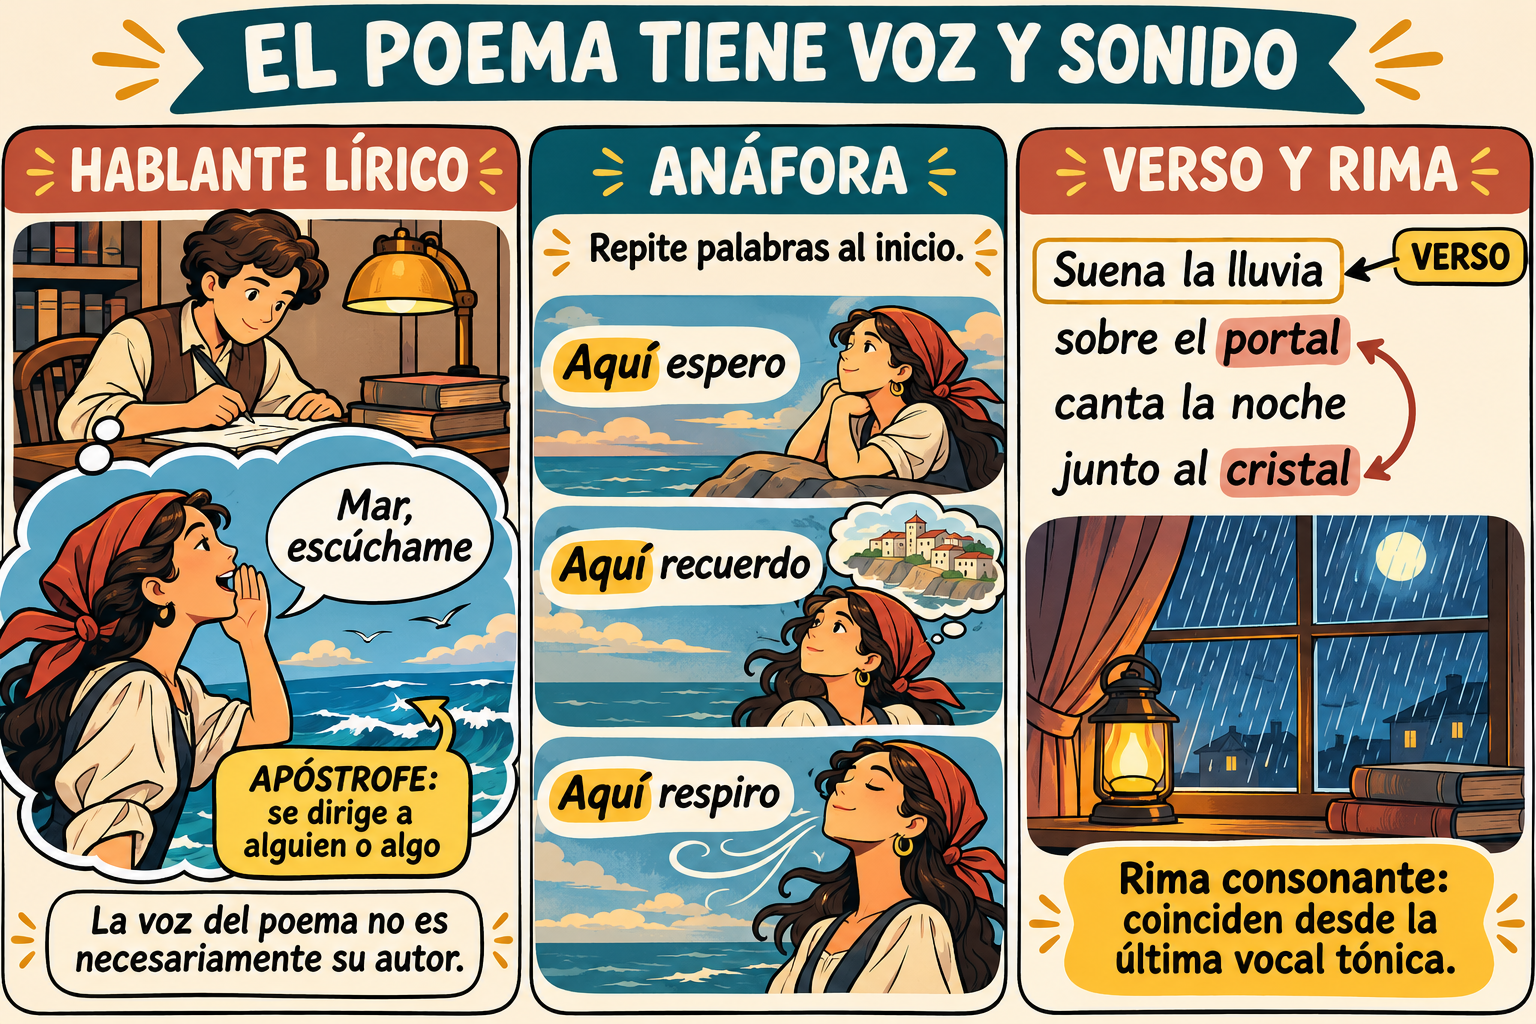 EL POEMA TIENE VOZ Y SONIDO
HABLANTE LÍRICO
Mar,
escúchame
APÓSTROFE:
se dirige a
alguien o algo
La voz del poema no es
necesariamente su autor.
ANÁFORA
Repite palabras al inicio.
Aquí espero
Aquí recuerdo
Aquí respiro
VERSO Y RIMA
Suena la lluvia
VERSO
sobre el portal
canta la noche
junto al cristal
Rima consonante:
coinciden desde la
última vocal tónica.